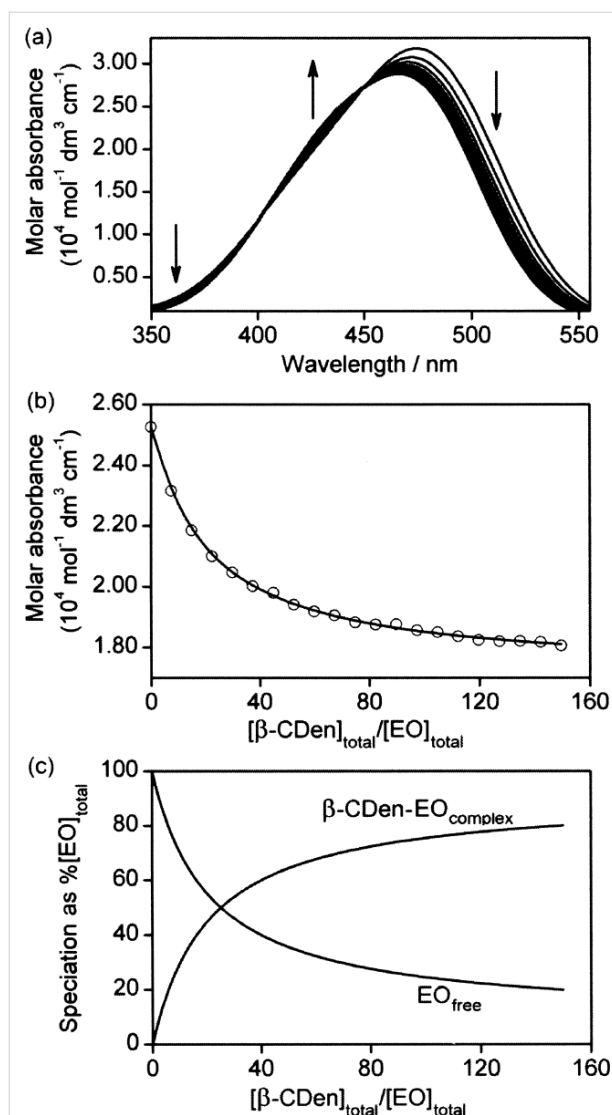 (a)
Molar absorbance
(10⁴ mol⁻¹ dm³ cm⁻¹)
3.00
2.50
2.00
1.50
1.00
0.50
350 400 450 500 550
Wavelength / nm
(b)
Molar absorbance
(10⁴ mol⁻¹ dm³ cm⁻¹)
2.60
2.40
2.20
2.00
1.80
0 40 80 120 160
[β-CDen]total/[EO]total
(c)
Speciation as %[EO]total
100
80
60
40
20
0
β-CDen-EOcomplex
EOfree
0 40 80 120 160
[β-CDen]total/[EO]total